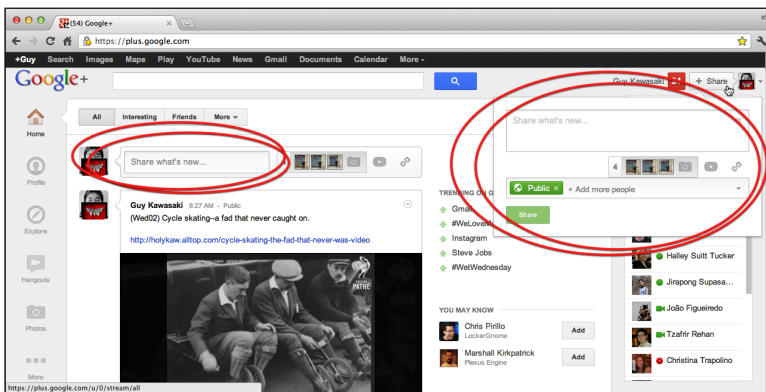 (54) Google+
https://plus.google.com
+Guy Search Images Maps Play YouTube News Gmail Documents Calendar More
Google+
Guy Kawasaki + Share
All Interesting Friends More
Home
Profile
Explore
Hangouts
Photos
More
Share what's new...
Guy Kawasaki 6:27 AM - Public
(Wed02) Cycle skating–a fad that never caught on.
http://holykaw.alltop.com/cycle-skating-the-fad-that-never-was-video
PATHE
TRENDING ON G
#WeLoveM
Instagram
Steve Jobs
#WetWednesday
YOU MAY KNOW
Chris Pirillo
LockerGnome
Add
Marshall Kirkpatrick
Plexus Engine
Add
Share what's new...
4
Public × + Add more people
Share
Halley Suitt Tucker
Jirapong Supasa...
João Figueiredo
Tzafrir Rehan
Christina Trapolino
https://plus.google.com/u/0/stream/all